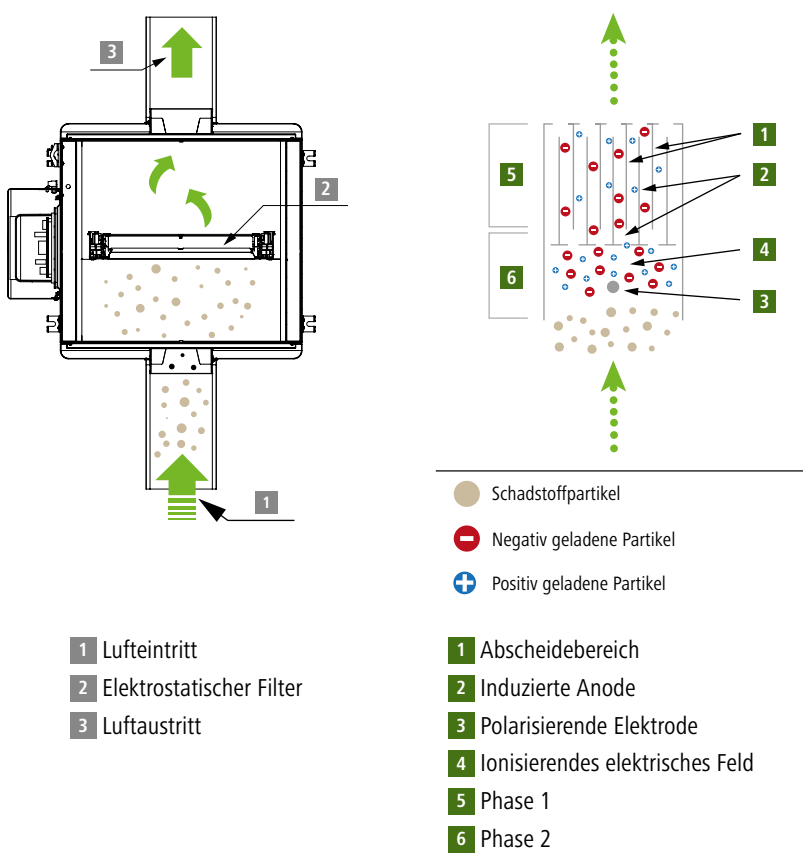 3
2
1
5
6
1
2
4
3
Schadstoffpartikel
Negativ geladene Partikel
Positiv geladene Partikel
1 Lufteintritt
2 Elektrostatischer Filter
3 Luftaustritt
1 Abscheidebereich
2 Induzierte Anode
3 Polarisierende Elektrode
4 Ionisierendes elektrisches Feld
5 Phase 1
6 Phase 2